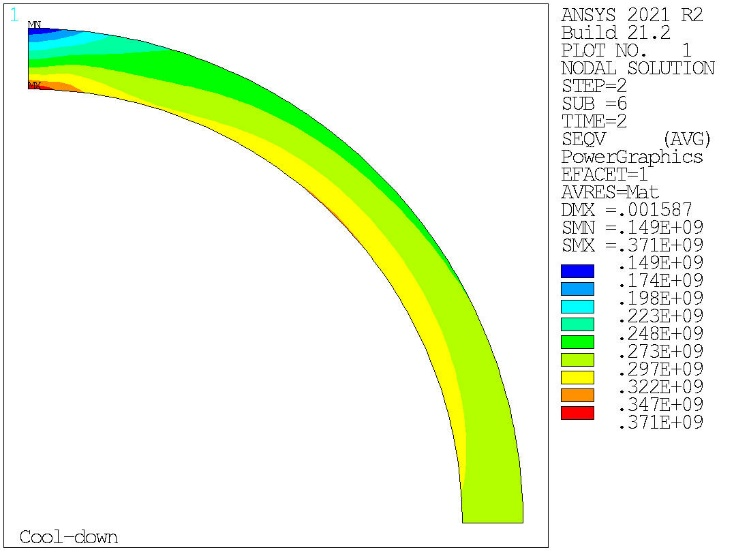 1
MN
MX
ANSYS 2021 R2
Build 21.2
PLOT NO.   1
NODAL SOLUTION
STEP=2
SUB =6
TIME=2
SEQV     (AVG)
PowerGraphics
EFACET=1
AVRES=Mat
DMX =.001587
SMN =.149E+09
SMX =.371E+09
.149E+09
.174E+09
.198E+09
.223E+09
.248E+09
.273E+09
.297E+09
.322E+09
.347E+09
.371E+09
Cool-down